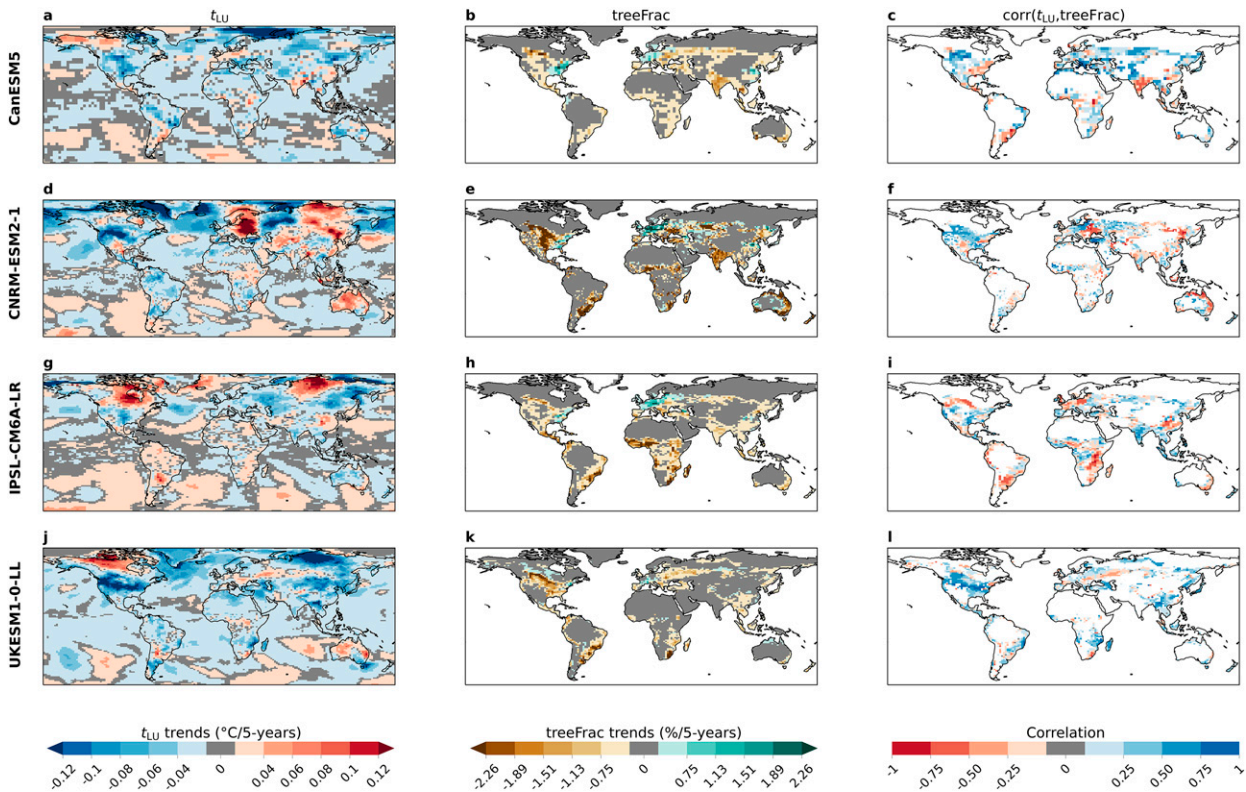 a t_LU b treeFrac c corr(t_LU,treeFrac)
CanESM5
d e f
CNRM-ESM2-1
g h i
IPSL-CM6A-LR
j k l
UKESM1-0-LL
t_LU trends (°C/5-years) treeFrac trends (%/5-years) Correlation
-0.12 -0.1 -0.08 -0.06 -0.04 0 0.04 0.06 0.08 0.1 0.12 -2.26 -1.89 -1.51 -1.13 -0.75 0 0.75 1.13 1.51 1.89 2.26 -1 -0.75 -0.50 -0.25 0 0.25 0.50 0.75 1